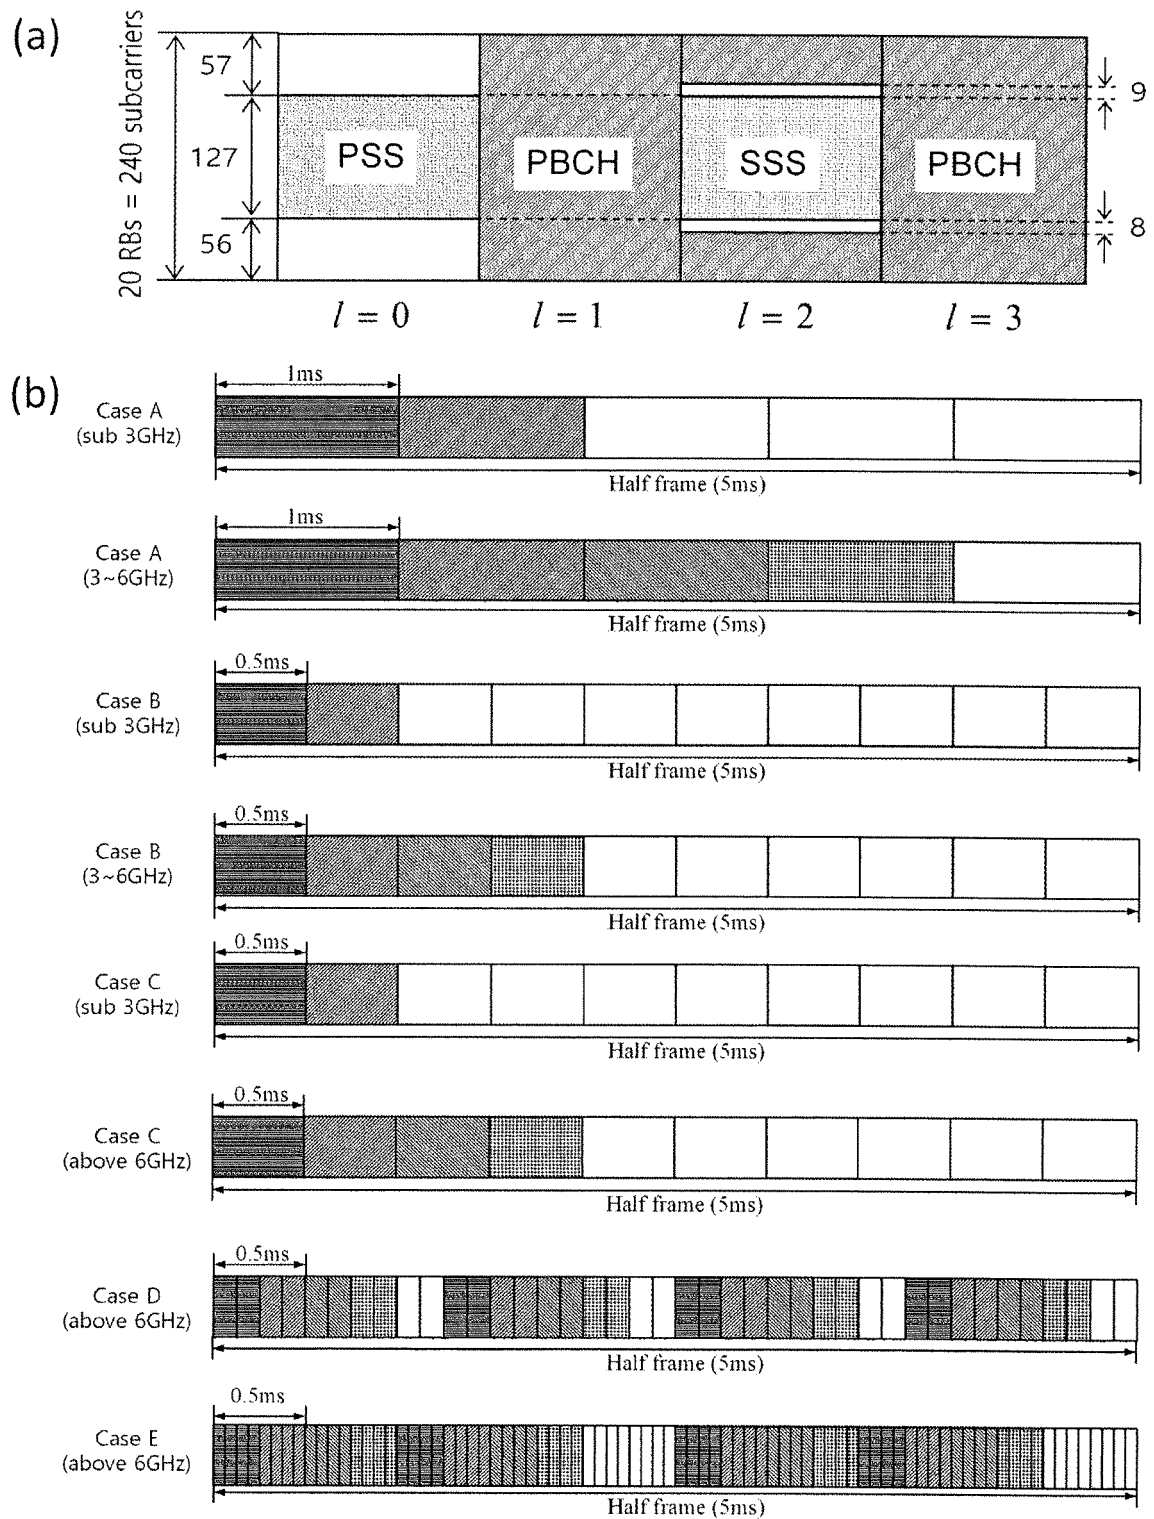 (a)
20 RBs = 240 subcarriers
57
127
56
PSS
PBCH
SSS
PBCH
9
8
l = 0
l = 1
l = 2
l = 3
(b)
1ms
Case A
(sub 3GHz)
Half frame (5ms)
1ms
Case A
(3~6GHz)
Half frame (5ms)
0.5ms
Case B
(sub 3GHz)
Half frame (5ms)
0.5ms
Case B
(3~6GHz)
Half frame (5ms)
0.5ms
Case C
(sub 3GHz)
Half frame (5ms)
0.5ms
Case C
(above 6GHz)
Half frame (5ms)
0.5ms
Case D
(above 6GHz)
Half frame (5ms)
0.5ms
Case E
(above 6GHz)
Half frame (5ms)